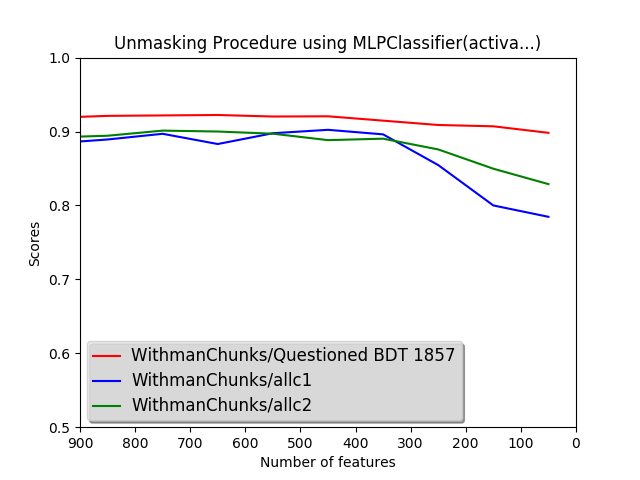 Unmasking Procedure using MLPClassifier(activa...)
1.0
0.9
0.8
0.7
0.6
0.5
Scores
WithmanChunks/Questioned BDT 1857
WithmanChunks/allc1
WithmanChunks/allc2
900 800 700 600 500 400 300 200 100 0
Number of features